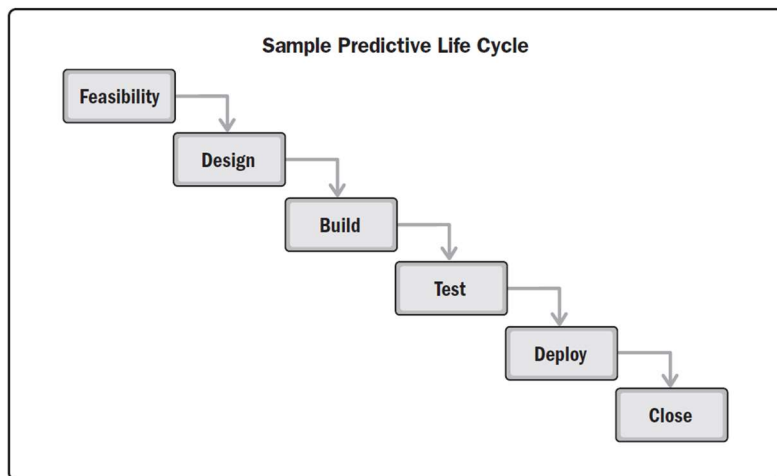 Sample Predictive Life Cycle
Feasibility
Design
Build
Test
Deploy
Close